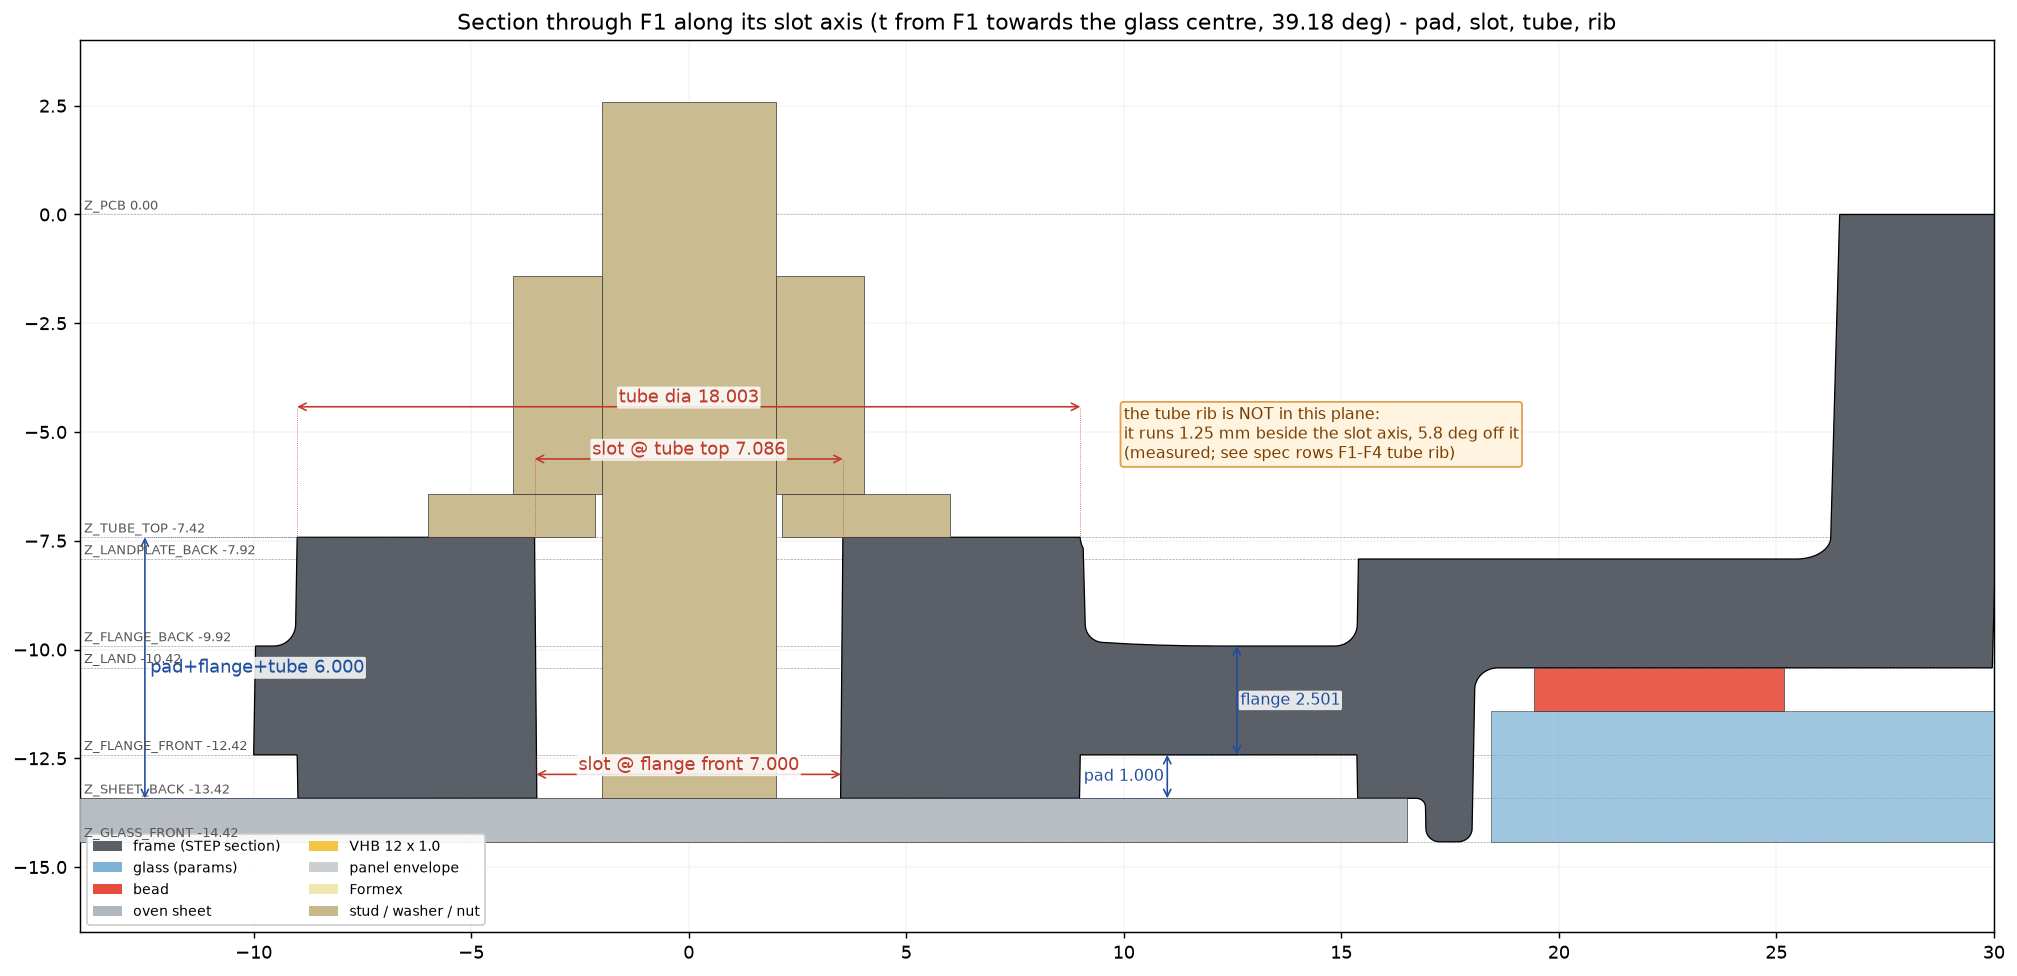 Section through F1 along its slot axis (t from F1 towards the glass centre, 39.18 deg) - pad, slot, tube, rib
2.5
Z_PCB 0.00
0.0
−2.5
tube dia 18.003
the tube rib is NOT in this plane:
it runs 1.25 mm beside the slot axis, 5.8 deg off it
(measured; see spec rows F1-F4 tube rib)
slot @ tube top 7.086
−5.0
Z_TUBE_TOP -7.42
−7.5
Z_LANDPLATE_BACK -7.92
Z_FLANGE_BACK -9.92
−10.0
Z_LAND -10.42
pad+flange+tube 6.000
flange 2.501
Z_FLANGE_FRONT -12.42
−12.5
slot @ flange front 7.000
pad 1.000
Z_SHEET_BACK -13.42
Z_GLASS_FRONT -14.42
−15.0
frame (STEP section)
glass (params)
bead
oven sheet
VHB 12 x 1.0
panel envelope
Formex
stud / washer / nut
−10
−5
0
5
10
15
20
25
30